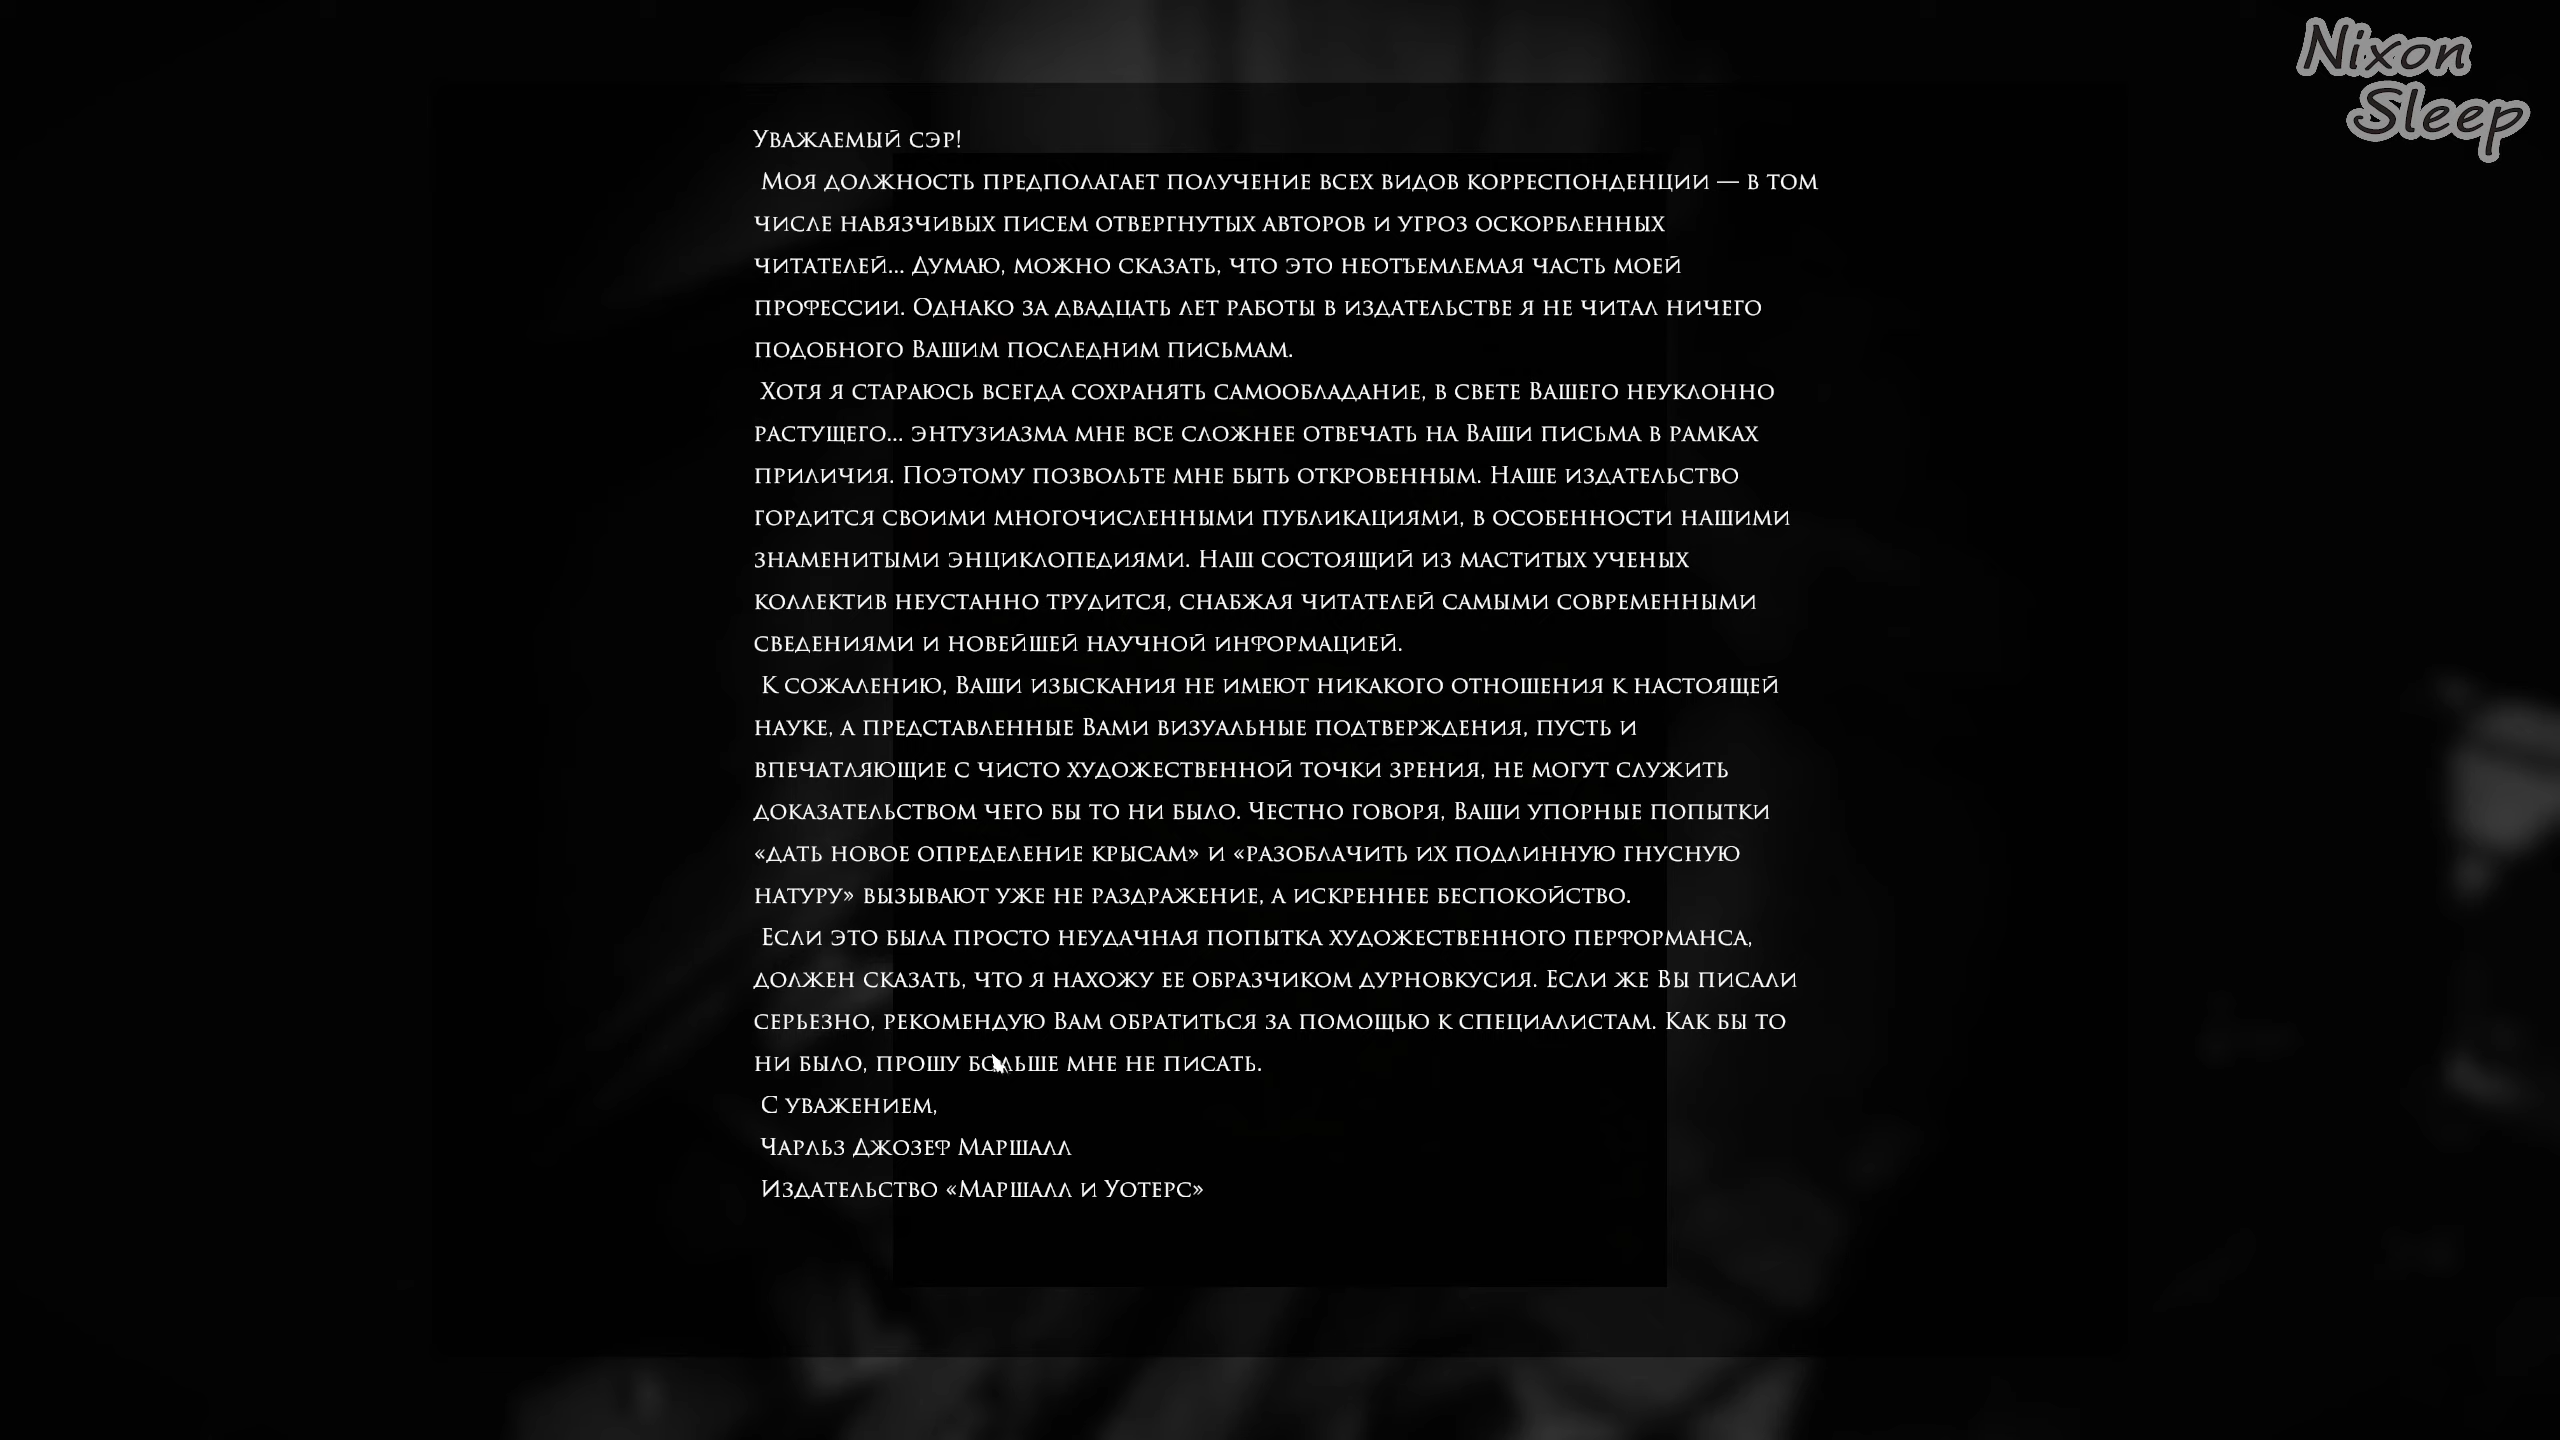 Nixon
Sleep
Уважаемый сэр!
Моя должность предполагает получение всех видов корреспонденции — в том
числе навязчивых писем отвергнутых авторов и угроз оскорбленных
читателей... Думаю, можно сказать, что это неотъемлемая часть моей
профессии. Однако за двадцать лет работы в издательстве я не читал ничего
подобного Вашим последним письмам.
Хотя я стараюсь всегда сохранять самообладание, в свете Вашего неуклонно
растущего... энтузиазма мне все сложнее отвечать на Ваши письма в рамках
приличия. Поэтому позвольте мне быть откровенным. Наше издательство
гордится своими многочисленными публикациями, в особенности нашими
знаменитыми энциклопедиями. Наш состоящий из маститых ученых
коллектив неустанно трудится, снабжая читателей самыми современными
сведениями и новейшей научной информацией.
К сожалению, Ваши изыскания не имеют никакого отношения к настоящей
науке, а представленные Вами визуальные подтверждения, пусть и
впечатляющие с чисто художественной точки зрения, не могут служить
доказательством чего бы то ни было. Честно говоря, Ваши упорные попытки
«дать новое определение крысам» и «разоблачить их подлинную гнусную
натуру» вызывают уже не раздражение, а искреннее беспокойство.
Если это была просто неудачная попытка художественного перформанса,
должен сказать, что я нахожу ее образчиком дурновкусия. Если же Вы писали
серьезно, рекомендую Вам обратиться за помощью к специалистам. Как бы то
ни было, прошу больше мне не писать.
С уважением,
Чарльз Джозеф Маршалл
Издательство «Маршалл и Уотерс»